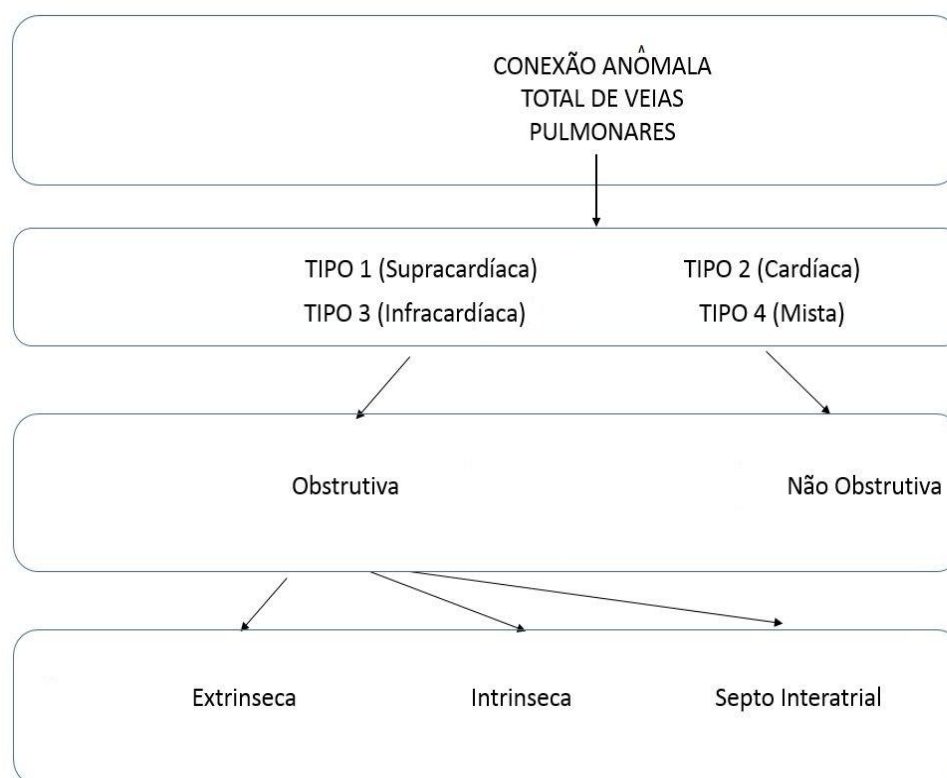 CONEXÃO ANÔMALA
TOTAL DE VEIAS
PULMONARES
TIPO 1 (Supracardíaca) TIPO 2 (Cardíaca)
TIPO 3 (Infracardíaca) TIPO 4 (Mista)
Obstrutiva Não Obstrutiva
Extrinseca Intrinseca Septo Interatrial